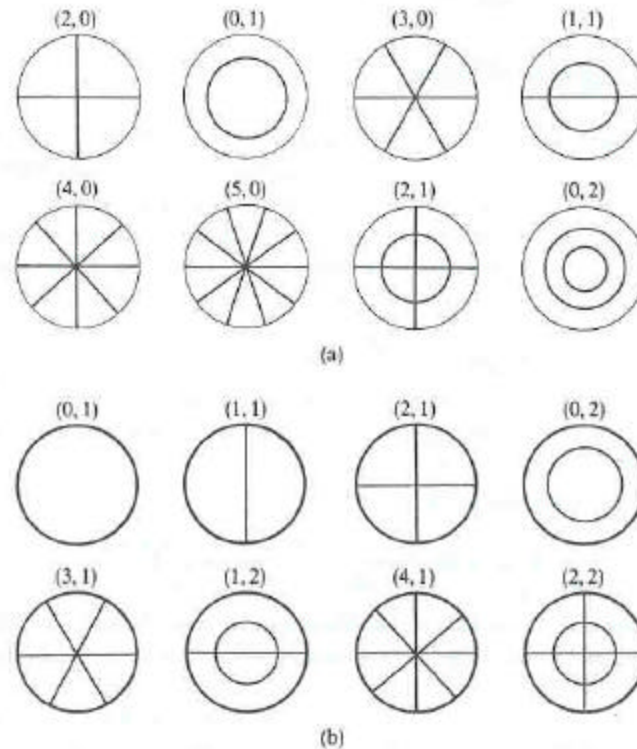 (2, 0) (0, 1) (3, 0) (1, 1)
(4, 0) (5, 0) (2, 1) (0, 2)
(a)
(0, 1) (1, 1) (2, 1) (0, 2)
(3, 1) (1, 2) (4, 1) (2, 2)
(b)